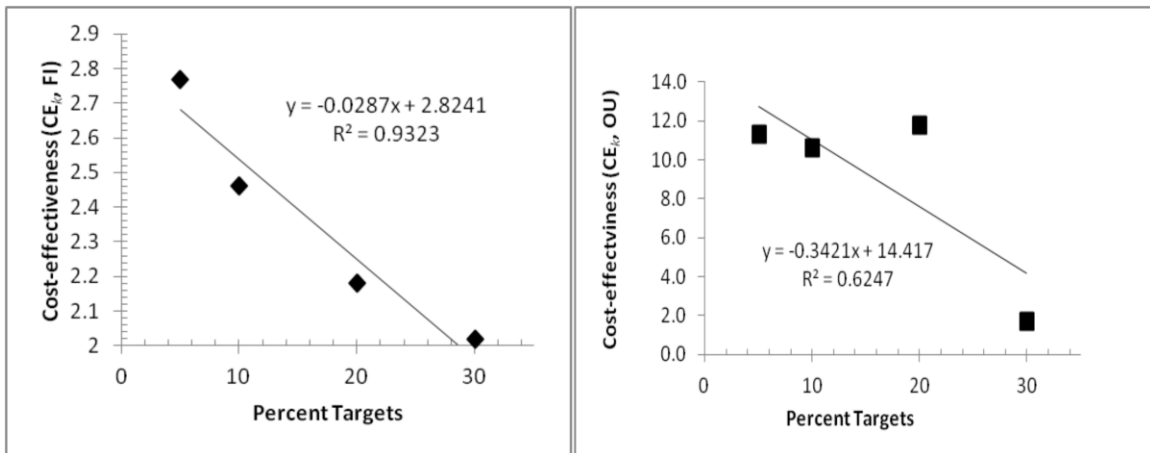 Cost-effectiveness (CEk, FI)
2.9
2.8
2.7
2.6
2.5
2.4
2.3
2.2
2.1
2
y = -0.0287x + 2.8241
R² = 0.9323
0 10 20 30
Percent Targets
Cost-effectviness (CEk, OU)
14.0
12.0
10.0
8.0
6.0
4.0
2.0
0.0
y = -0.3421x + 14.417
R² = 0.6247
0 10 20 30
Percent Targets